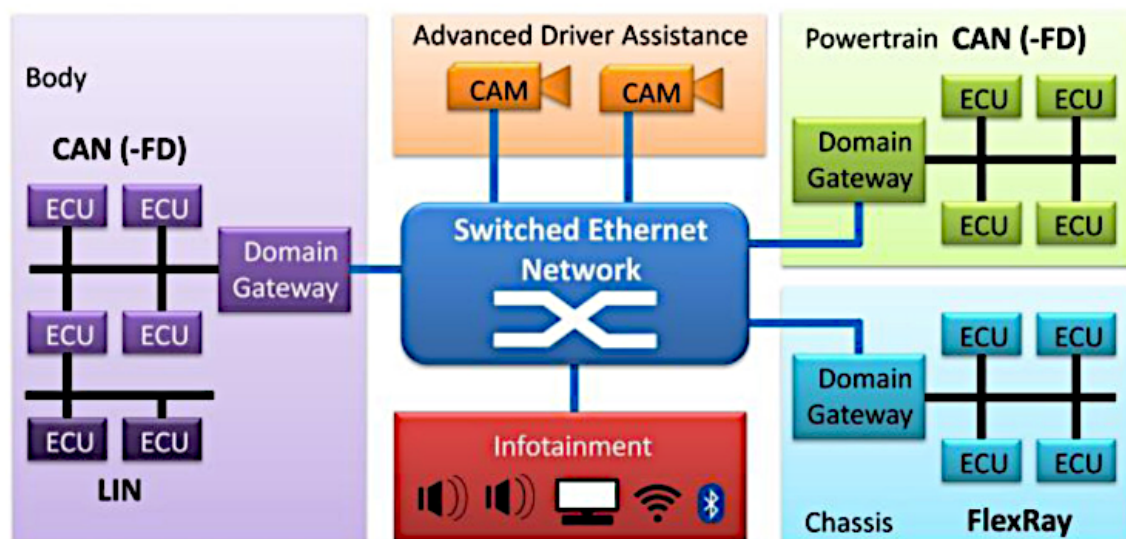 Body
CAN (-FD)
ECU ECU
Domain
Gateway
ECU ECU
ECU ECU
LIN
Advanced Driver Assistance
CAM CAM
Switched Ethernet
Network
Infotainment
Powertrain CAN (-FD)
ECU ECU
Domain
Gateway
ECU ECU
ECU ECU
Domain
Gateway
ECU ECU
Chassis FlexRay